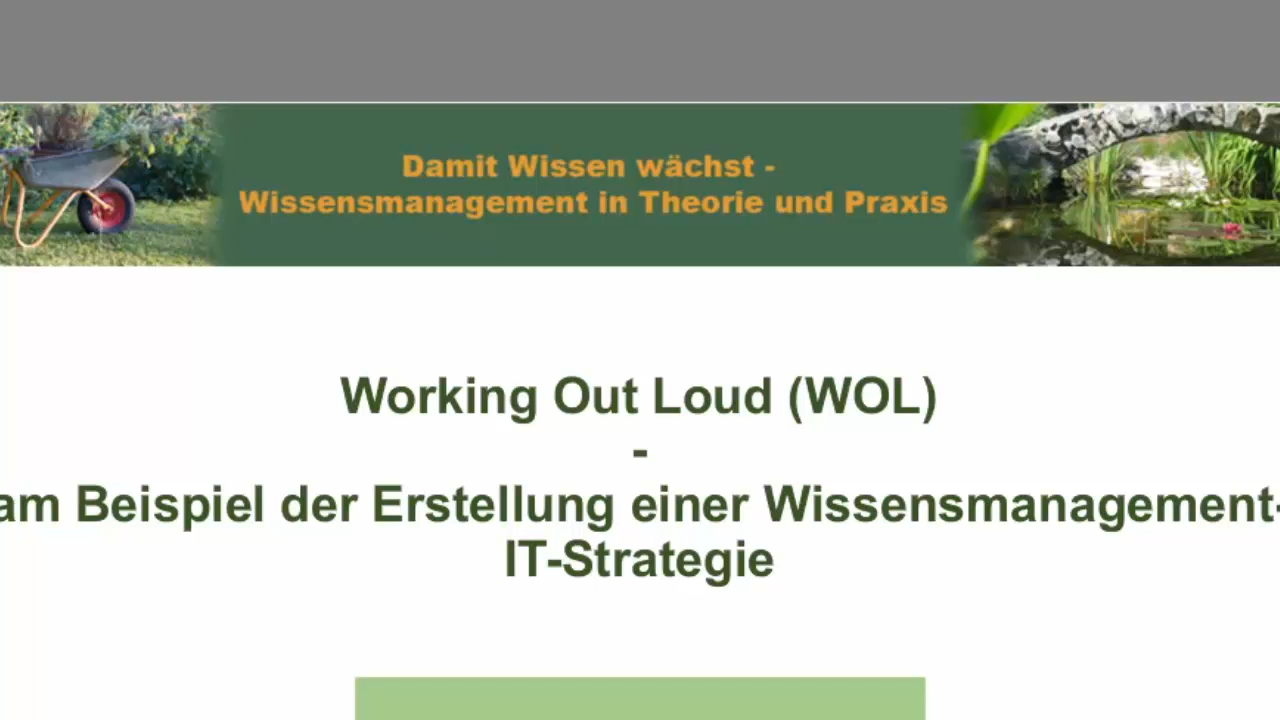 Damit Wissen wächst -
Wissensmanagement in Theorie und Praxis
Working Out Loud (WOL)
-
am Beispiel der Erstellung einer Wissensmanagement-
IT-Strategie